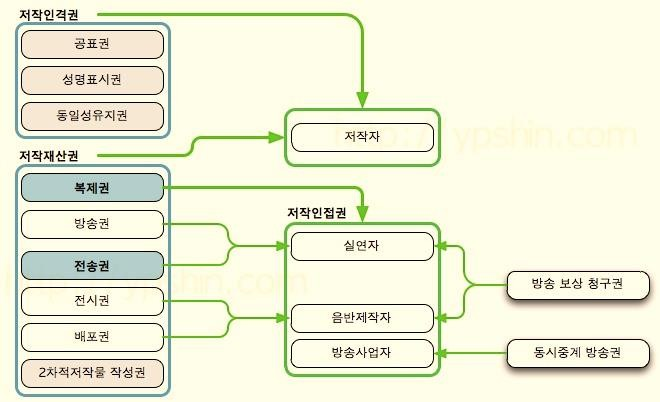 저작인격권
공표권
성명표시권
동일성유지권
저작자
저작재산권
복제권
방송권
전송권
전시권
배포권
2차적저작물 작성권
저작인접권
실연자
음반제작자
방송사업자
방송 보상 청구권
동시중계 방송권